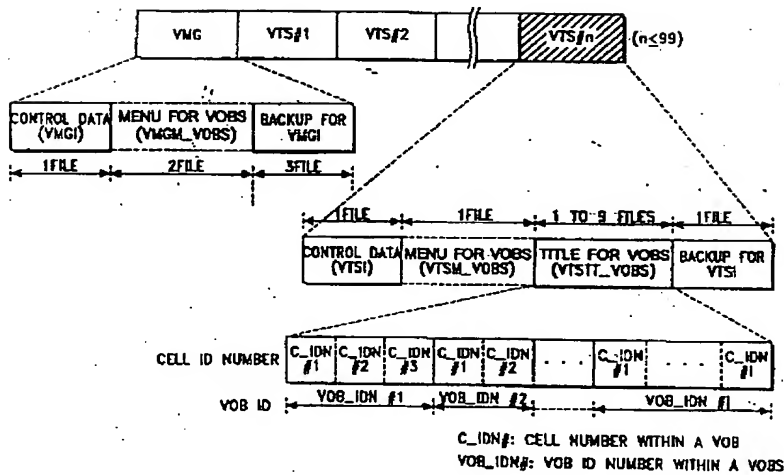 VMG VTS#1 VTS#2 VTS#n {n≤99}
CONTROL DATA (VMGI)
MENU FOR VOBS (VMGM_VOBS)
BACKUP FOR VMGI
1FILE 2FILE 3FILE
1FILE 1FILE 1 TO 9 FILES 1FILE
CONTROL DATA (VTSI)
MENU FOR VOBS (VTSM_VOBS)
TITLE FOR VOBS (VTSTT_VOBS)
BACKUP FOR VTSI
CELL ID NUMBER C_IDN #1 C_IDN #2 C_IDN #3 C_IDN #1 C_IDN #2 ... C_IDN #1 .... C_IDN #I
VOB ID VOB_IDN #1 VOB_IDN #2 VOB_IDN #I
C_IDN#: CELL NUMBER WITHIN A VOB
VOB_IDN#: VOB ID NUMBER WITHIN A VOBS